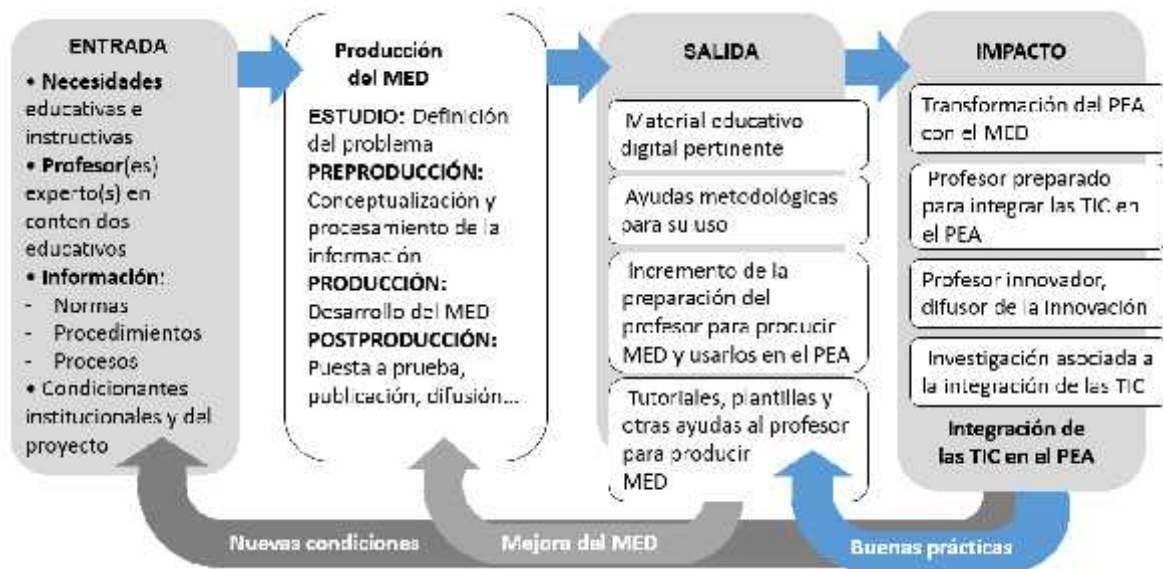 ENTRADA
• Necesidades
educativas e
instructivas
• Profesor(es)
experto(s) en
conten dos
educativos
• Información:
- Normas
- Procedimientos
- Procesos
• Condicionantes
institucionales y del
proyecto
Producción
del MED
ESTUDIO: Definición
del problema
PREPRODUCCIÓN:
Conceptualización y
procesamiento de la
información
PRODUCCIÓN:
Desarrollo del MED
POSTPRODUCCIÓN:
Puesta a prueba,
publicación, difusión...
SALIDA
Material educativo
digital pertinente
Ayudas metodológicas
para su uso
Incremento de la
preparación del
profesor para producir
MED y usarlos en el PEA
Tutoriales, plantillas y
otras ayudas al profesor
para producir
MED
IMPACTO
Transformación del PEA
con el MED
Profesor preparado
para integrar las TIC en
el PEA
Profesor innovador,
difusor de la innovación
Investigación asociada a
la integración de las TIC
Integración de
las TIC en el PEA
Nuevas condiciones
Mejora del MED
Buenas prácticas